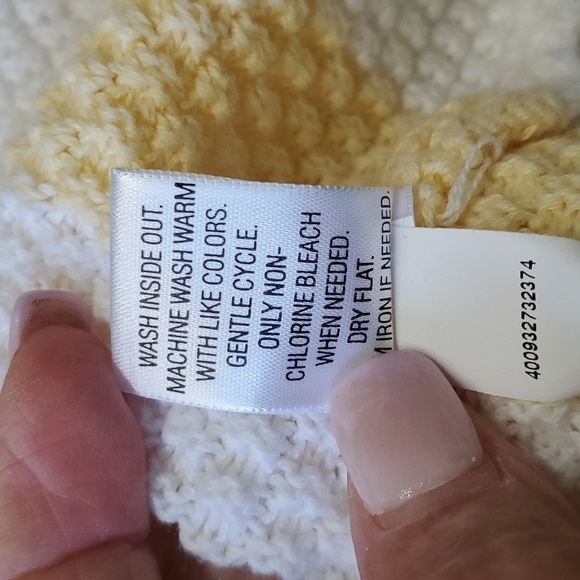 WASH INSIDE OUT.
MACHINE WASH WARM
WITH LIKE COLORS.
GENTLE CYCLE.
ONLY NON-
CHLORINE BLEACH
WHEN NEEDED.
DRY FLAT.
IRON IF NEEDED.
400932732374